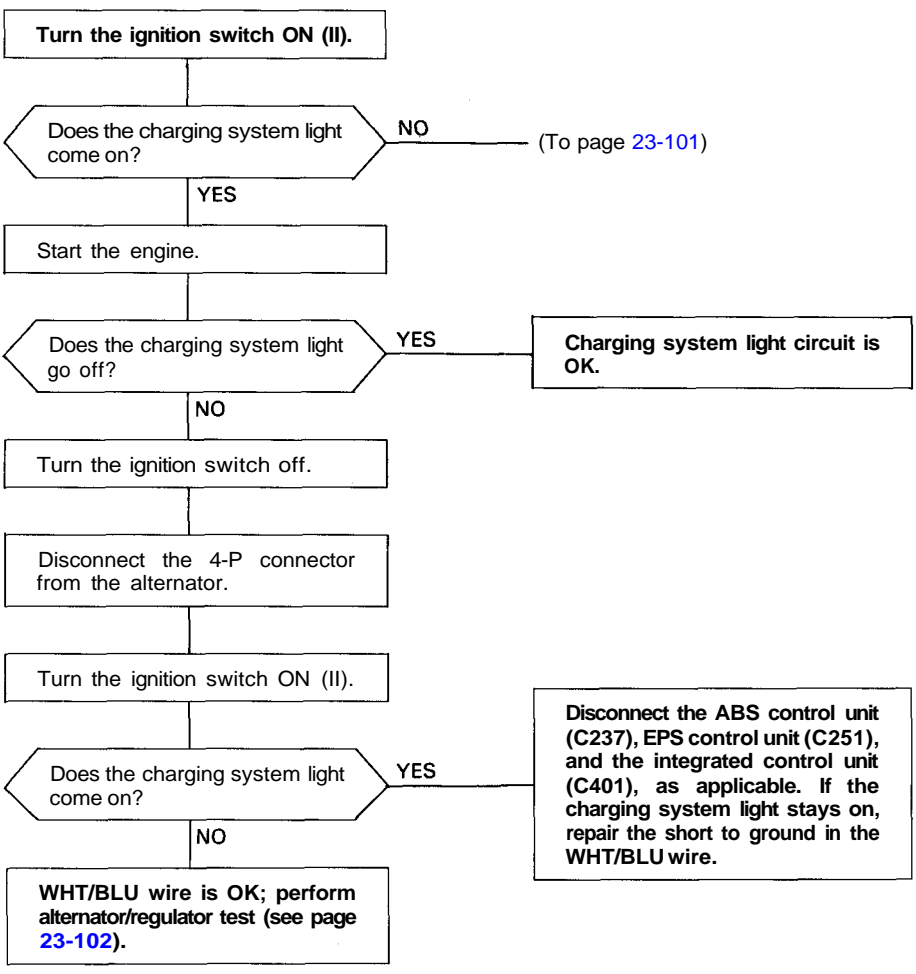 Turn the ignition switch ON (II).
Does the charging system light
come on?
NO
(To page 23-101)
YES
Start the engine.
Does the charging system light
go off?
YES
Charging system light circuit is
OK.
NO
Turn the ignition switch off.
Disconnect the 4-P connector
from the alternator.
Turn the ignition switch ON (II).
Does the charging system light
come on?
YES
Disconnect the ABS control unit
(C237), EPS control unit (C251),
and the integrated control unit
(C401), as applicable. If the
charging system light stays on,
repair the short to ground in the
WHT/BLU wire.
NO
WHT/BLU wire is OK; perform
alternator/regulator test (see page
23-102).